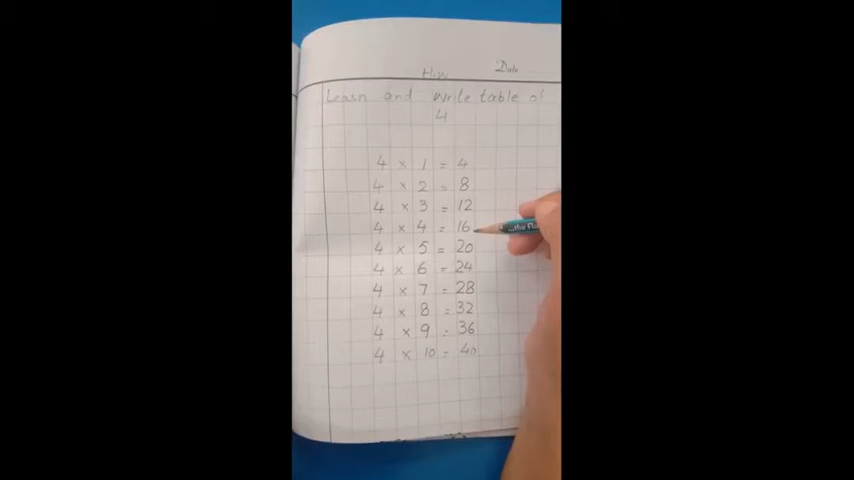 H.W
Date
Learn and Write table of
4
4 × 1 = 4
4 × 2 = 8
4 × 3 = 12
4 × 4 = 16
4 × 5 = 20
4 × 6 = 24
4 × 7 = 28
4 × 8 = 32
4 × 9 = 36
4 × 10 = 40